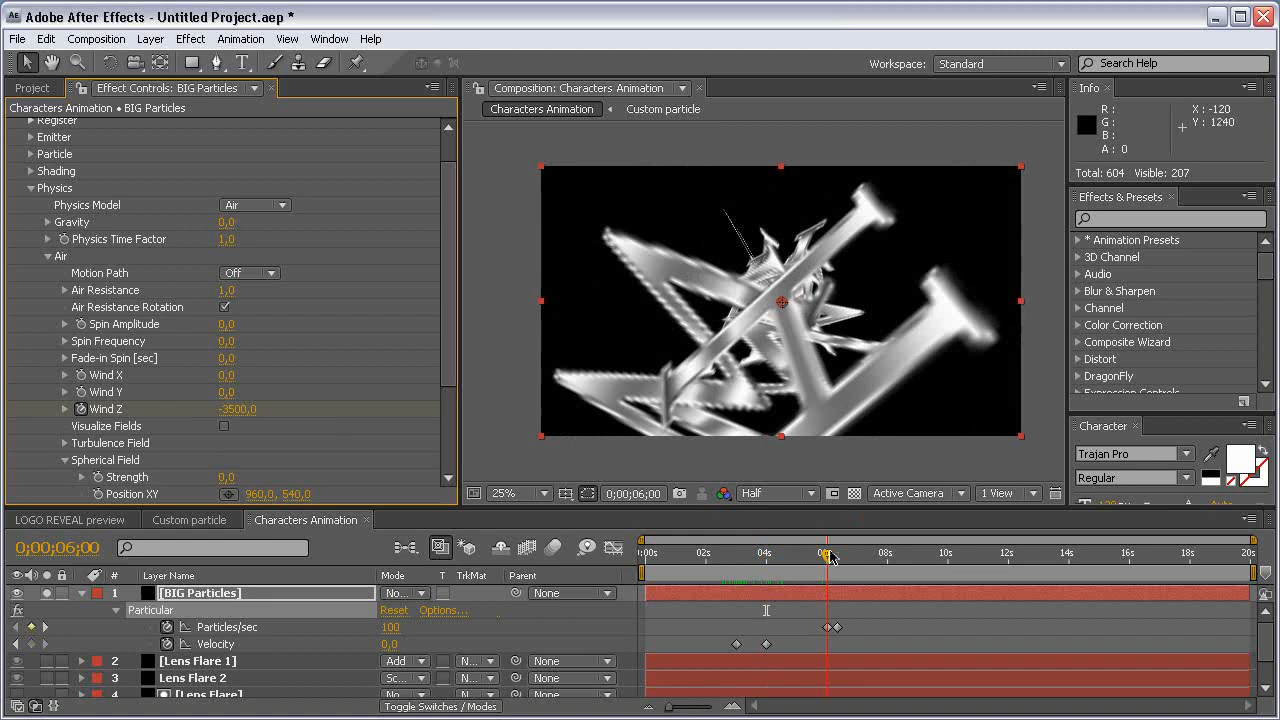 Adobe After Effects - Untitled Project.aep *
File Edit Composition Layer Effect Animation View Window Help
Workspace: Standard Search Help
Project Effect Controls: BIG Particles
Characters Animation • BIG Particles
Register
Emitter
Particle
Shading
Physics
Physics Model Air
Gravity 0,0
Physics Time Factor 1,0
Air
Motion Path Off
Air Resistance 1,0
Air Resistance Rotation
Spin Amplitude 0,0
Spin Frequency 0,0
Fade-in Spin [sec] 0,0
Wind X 0,0
Wind Y 0,0
Wind Z -3500,0
Visualize Fields
Turbulence Field
Spherical Field
Strength 0,0
Position XY 960,0, 540,0
Composition: Characters Animation
Characters Animation Custom particle
25% 0;00;06;00 Half Active Camera 1 View
Info
R : X : -120
G : Y : 1240
B :
A : 0
Total: 604 Visible: 207
Effects & Presets
* Animation Presets
3D Channel
Audio
Blur & Sharpen
Channel
Color Correction
Composite Wizard
Distort
DragonFly
Expression Controls
Character
Trajan Pro
Regular
LOGO REVEAL preview Custom particle Characters Animation
0;00;06;00
):00s 02s 04s 06s 08s 10s 12s 14s 16s 18s 20s
# Layer Name Mode T TrkMat Parent
1 [BIG Particles] No... None
fx Particular Reset Options...
Particles/sec 100
Velocity 0,0
2 [Lens Flare 1] Add N... None
3 Lens Flare 2 Sc... N... None
4 [Lens Flare] No N... None
Toggle Switches / Modes